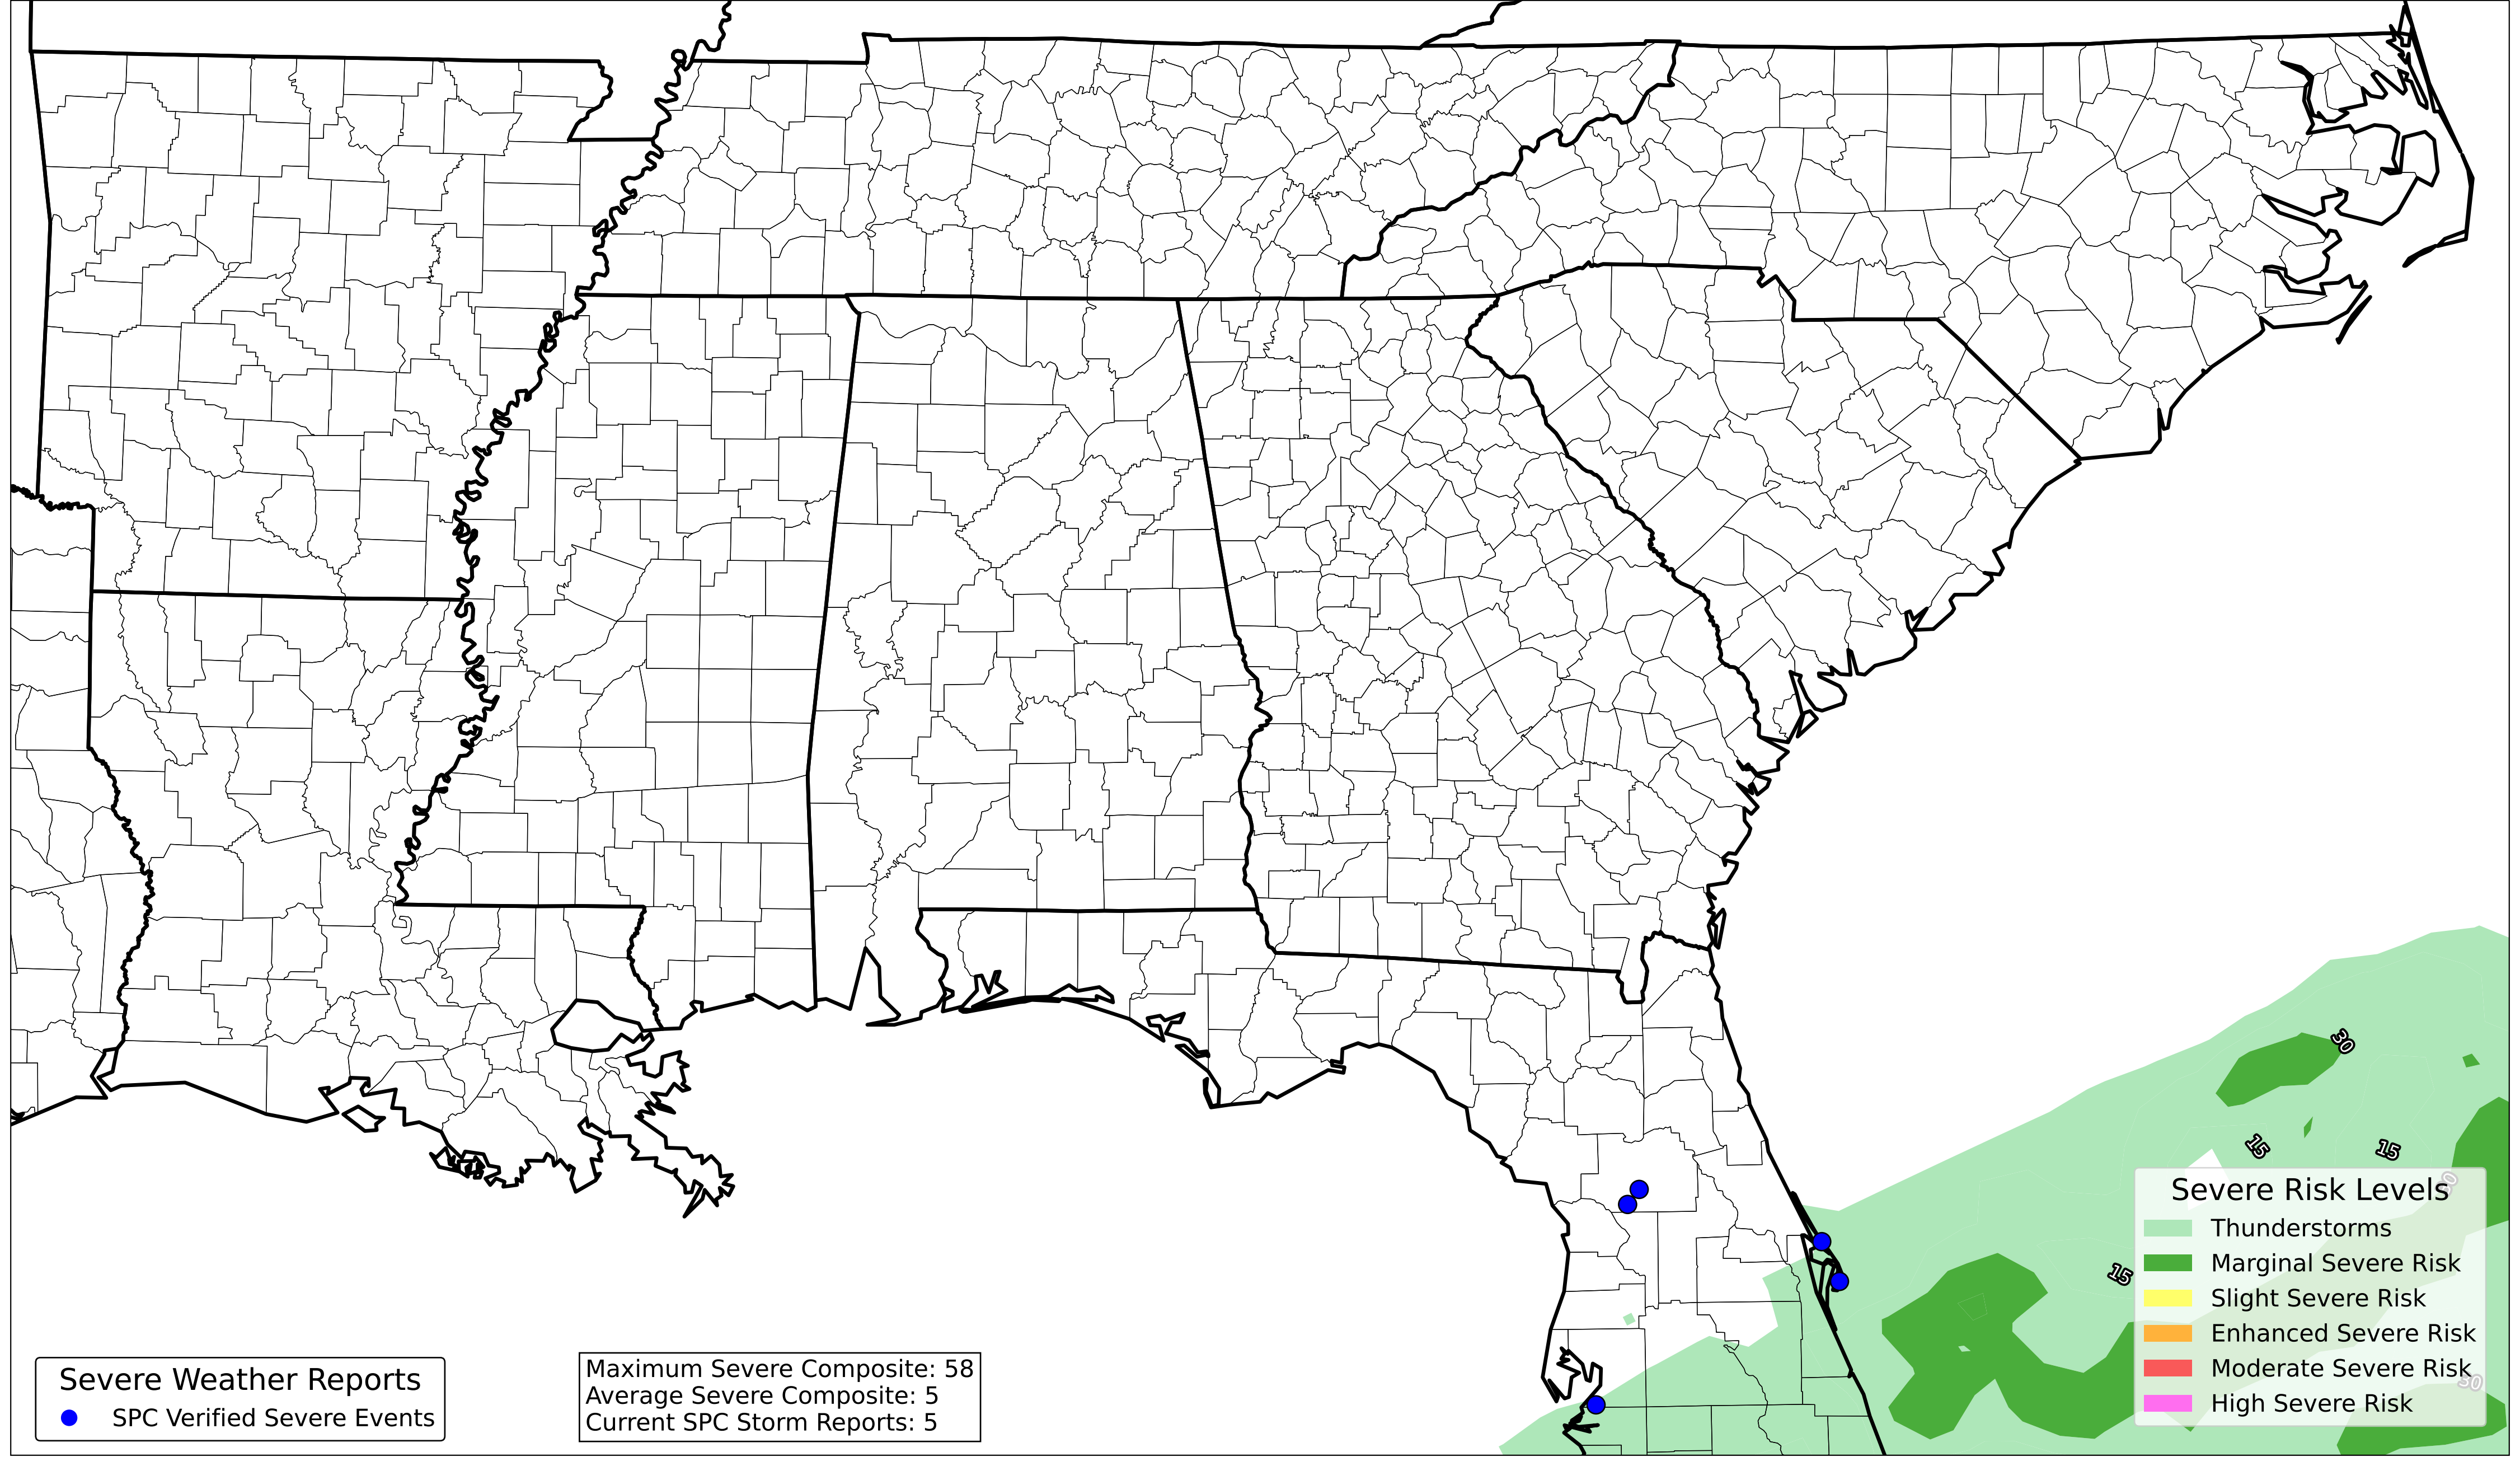 30
15
15
30
15
30
Severe Risk Levels
Thunderstorms
Marginal Severe Risk
Slight Severe Risk
Enhanced Severe Risk
Moderate Severe Risk
High Severe Risk
Severe Weather Reports
SPC Verified Severe Events
Maximum Severe Composite: 58
Average Severe Composite: 5
Current SPC Storm Reports: 5